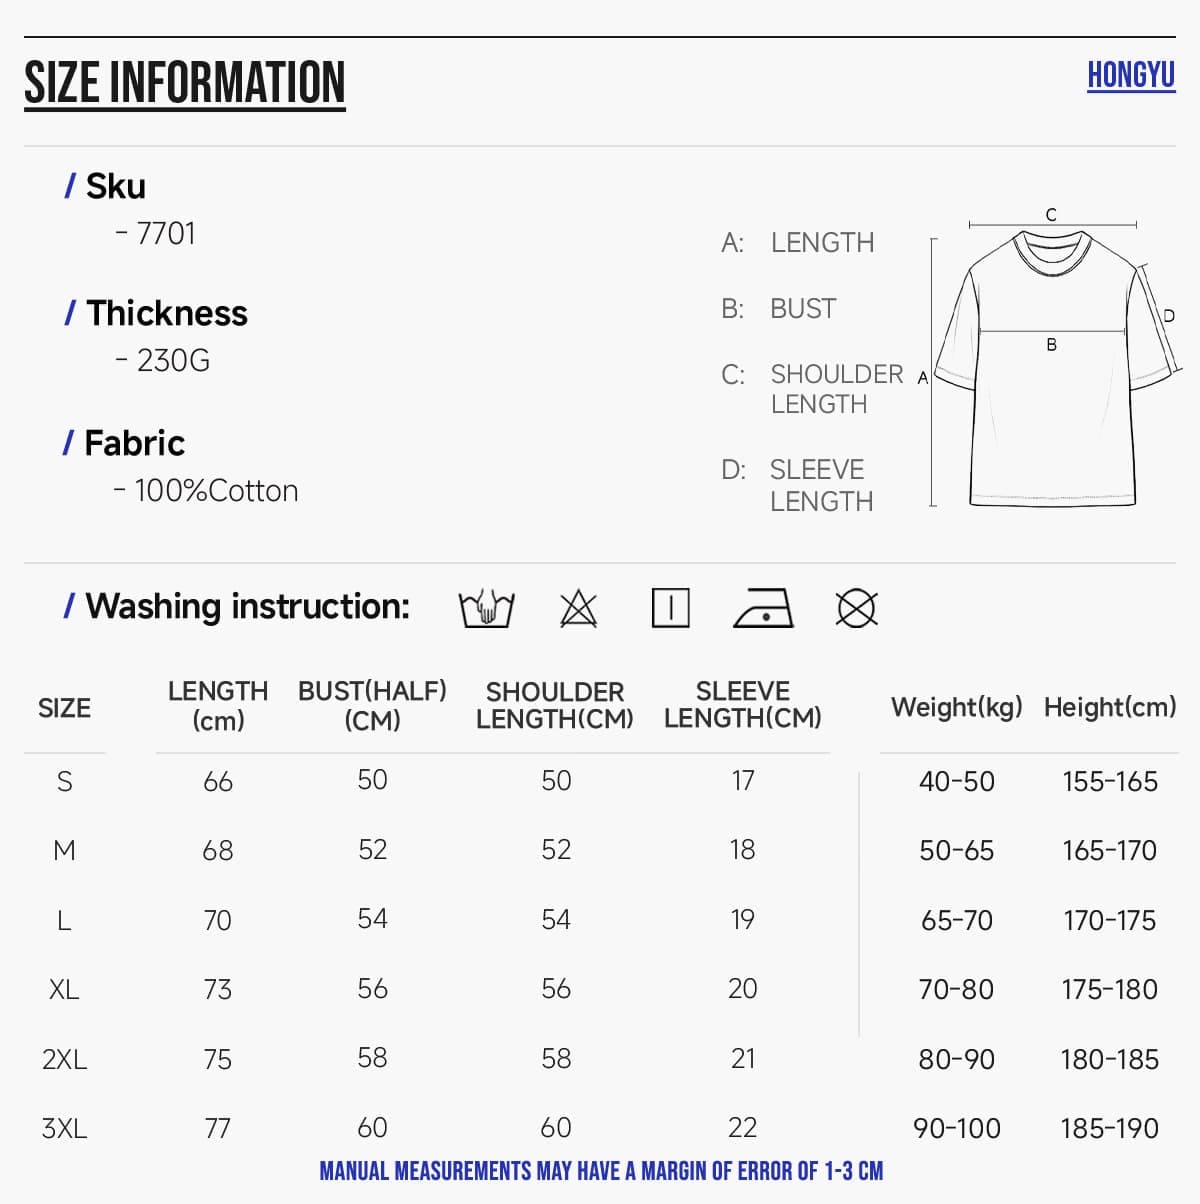 SIZE INFORMATION
HONGYU
/ Sku
- 7701
/ Thickness
- 230G
/ Fabric
- 100%Cotton
A: LENGTH
B: BUST
C: SHOULDER
LENGTH
D: SLEEVE
LENGTH
C
D
B
A
/ Washing instruction:
SIZE LENGTH (cm) BUST(HALF) (CM) SHOULDER LENGTH(CM) SLEEVE LENGTH(CM) Weight(kg) Height(cm)
S 66 50 50 17 40-50 155-165
M 68 52 52 18 50-65 165-170
L 70 54 54 19 65-70 170-175
XL 73 56 56 20 70-80 175-180
2XL 75 58 58 21 80-90 180-185
3XL 77 60 60 22 90-100 185-190
MANUAL MEASUREMENTS MAY HAVE A MARGIN OF ERROR OF 1-3 CM